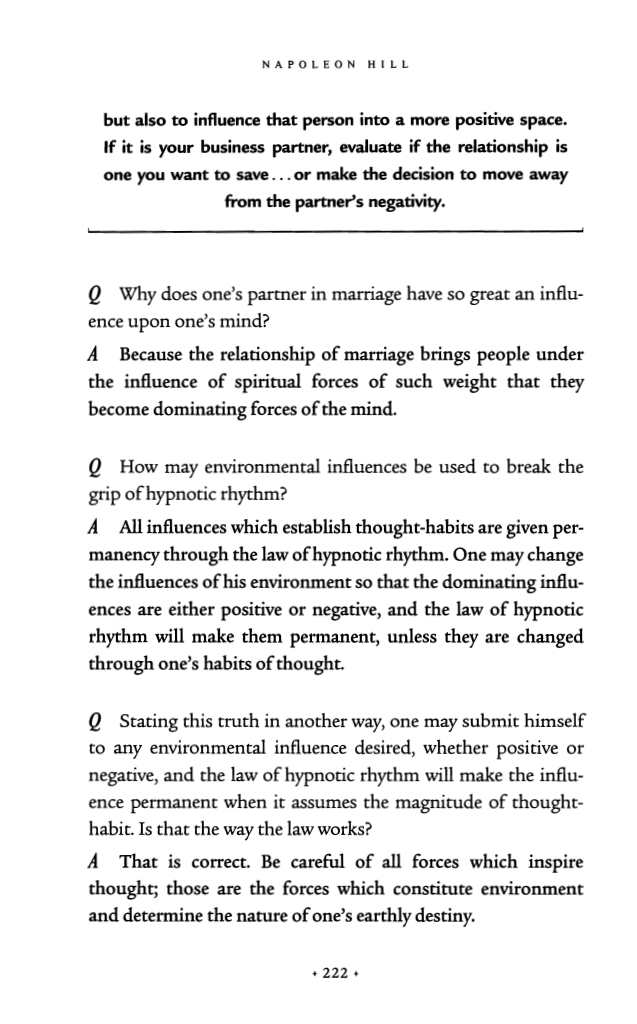 NAPOLEON HILL
but also to influence that person into a more positive space.
If it is your business partner, evaluate if the relationship is
one you want to save...or make the decision to move away
from the partner's negativity.
Q Why does one's partner in marriage have so great an influ-
ence upon one's mind?
A Because the relationship of marriage brings people under
the influence of spiritual forces of such weight that they
become dominating forces of the mind.
Q How may environmental influences be used to break the
grip of hypnotic rhythm?
A All influences which establish thought-habits are given per-
manency through the law of hypnotic rhythm. One may change
the influences of his environment so that the dominating influ-
ences are either positive or negative, and the law of hypnotic
rhythm will make them permanent, unless they are changed
through one's habits of thought.
Q Stating this truth in another way, one may submit himself
to any environmental influence desired, whether positive or
negative, and the law of hypnotic rhythm will make the influ-
ence permanent when it assumes the magnitude of thought-
habit. Is that the way the law works?
A That is correct. Be careful of all forces which inspire
thought; those are the forces which constitute environment
and determine the nature of one's earthly destiny.
• 222 •